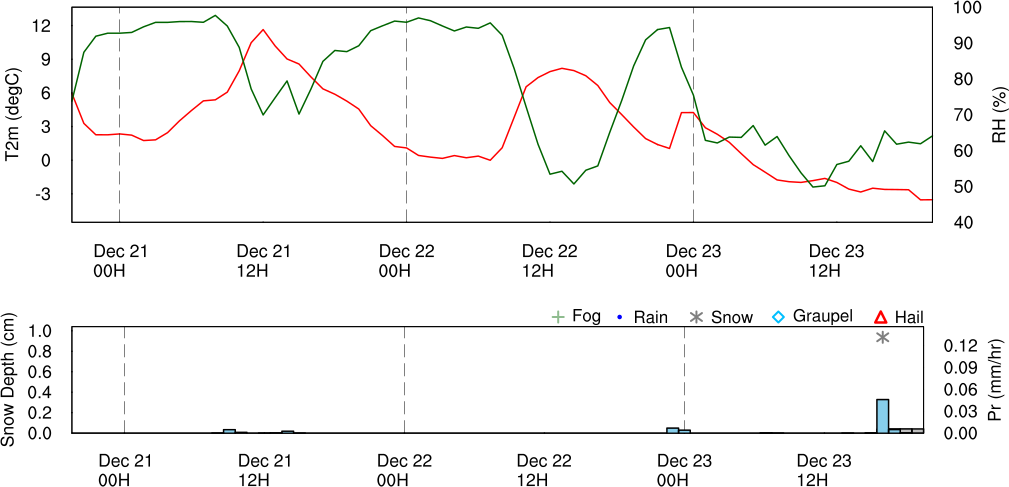 100
12
90
9
80
6
70
3
60
0
50
-3
40
T2m (degC)
RH (%)
Dec 21 Dec 21 Dec 22 Dec 22 Dec 23 Dec 23
00H 12H 00H 12H 00H 12H
Fog Rain Snow Graupel Hail
1.0
0.8 0.12
0.6 0.09
0.4 0.06
0.2 0.03
0.0 0.00
Snow Depth (cm)
Pr (mm/hr)
Dec 21 Dec 21 Dec 22 Dec 22 Dec 23 Dec 23
00H 12H 00H 12H 00H 12H